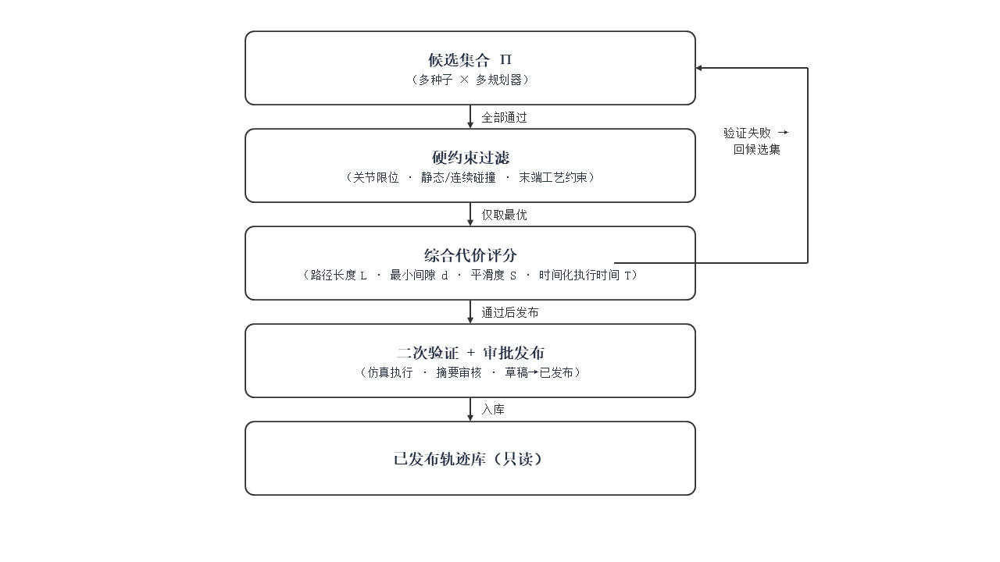 候选集合 Π
（多种子 × 多规划器）
全部通过
硬约束过滤
（关节限位 · 静态/连续碰撞 · 末端工艺约束）
仅取最优
综合代价评分
（路径长度 L · 最小间隙 d · 平滑度 S · 时间化执行时间 T）
通过后发布
二次验证 + 审批发布
（仿真执行 · 摘要审核 · 草稿→已发布）
入库
已发布轨迹库（只读）
验证失败 →
回候选集